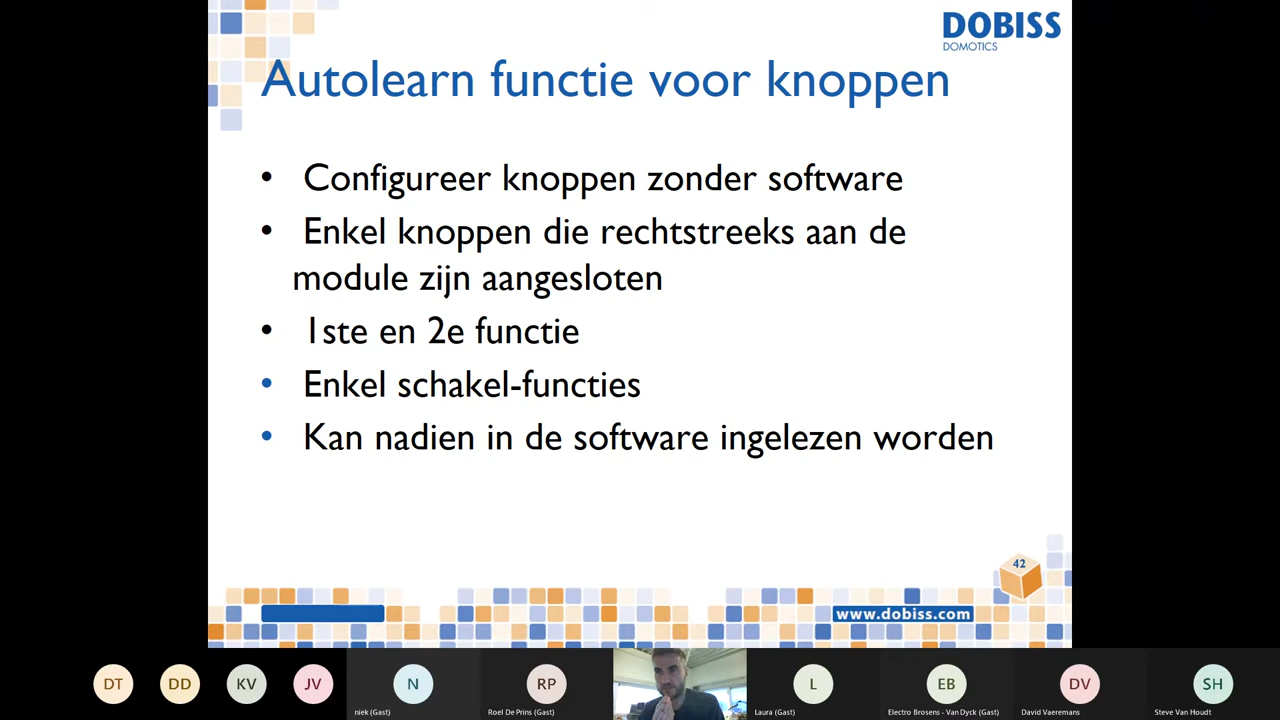 DOBISS
DOMOTICS
Autolearn functie voor knoppen
• Configureer knoppen zonder software
• Enkel knoppen die rechtstreeks aan de
module zijn aangesloten
• 1ste en 2e functie
• Enkel schakel-functies
• Kan nadien in de software ingelezen worden
42
www.dobiss.com
DT
DD
KV
JV
N
RP
L
EB
DV
SH
niek (Gast)
Roel De Prins (Gast)
Laura (Gast)
Electro Brosens - Van Dyck (Gast)
David Vaeremans
Steve Van Houdt